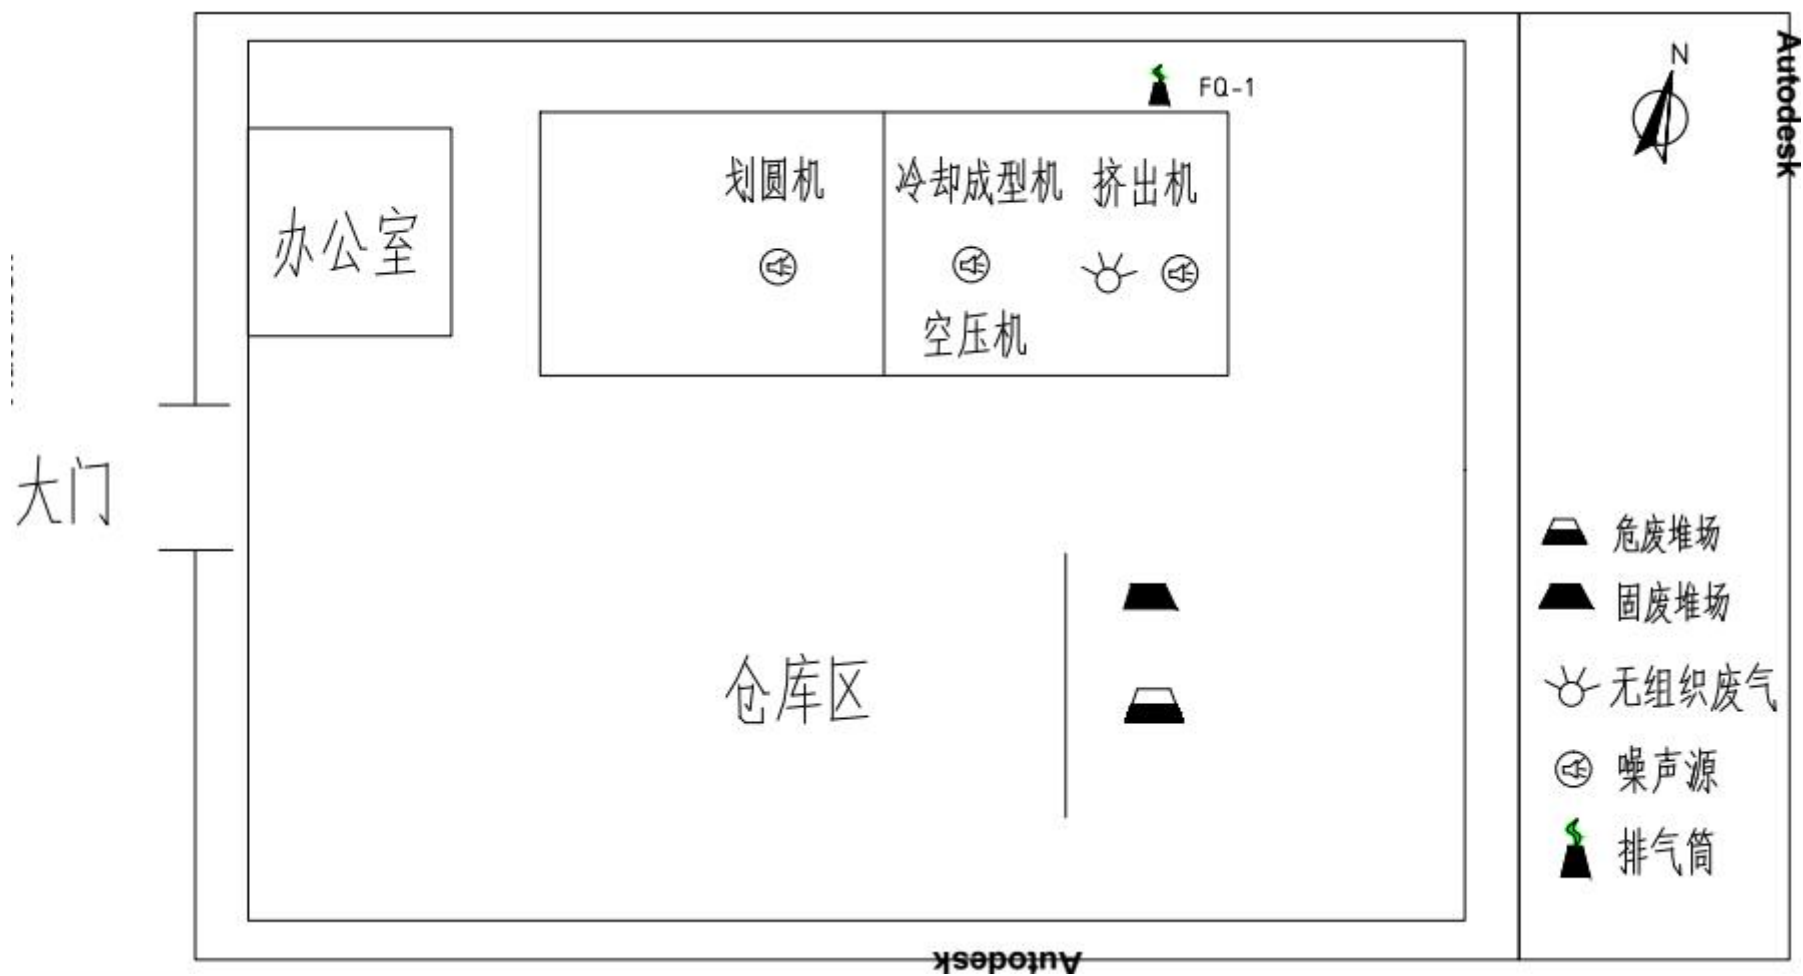 N
Autodesk
FQ-1
划圆机
冷却成型机
挤出机
办公室
空压机
大门
危废堆场
固废堆场
仓库区
无组织废气
噪声源
排气筒
Autodesk